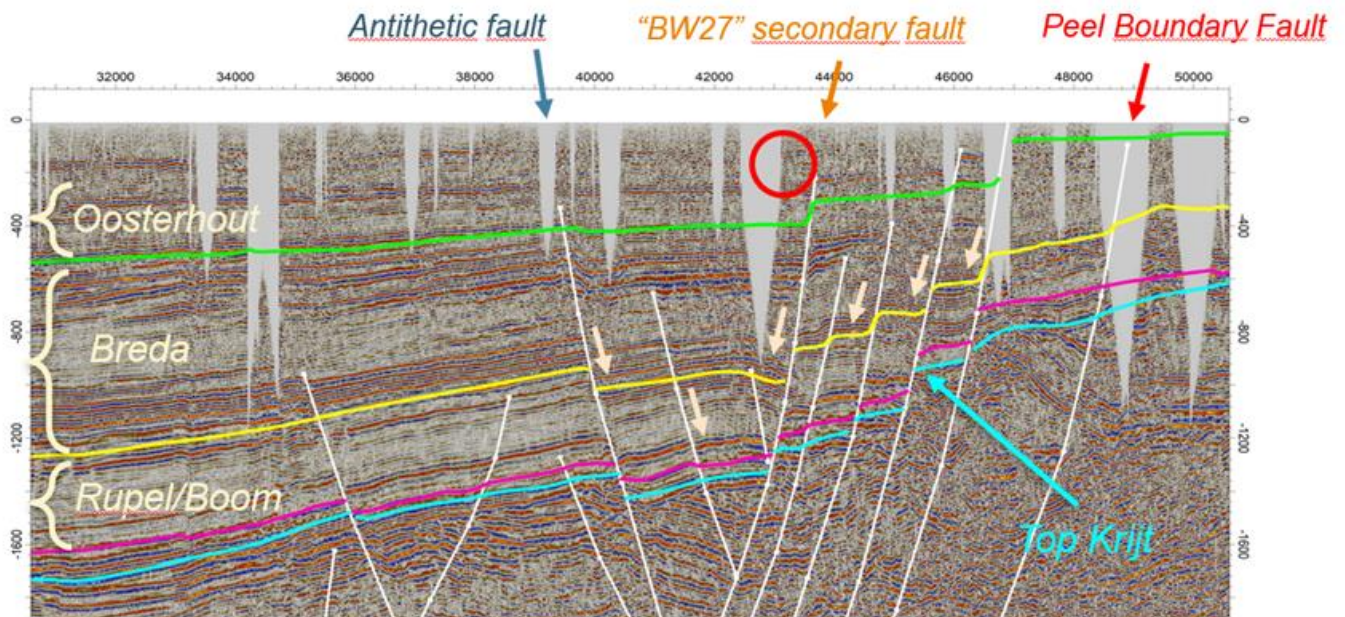 Antithetic fault
“BW27” secondary fault
Peel Boundary Fault
32000 34000 36000 38000 40000 42000 44000 46000 48000 50000
0 0
Oosterhout
-400 -400
Breda
-800 -800
-1200 -1200
Rupel/Boom
Top Krijt
-1600 -1600